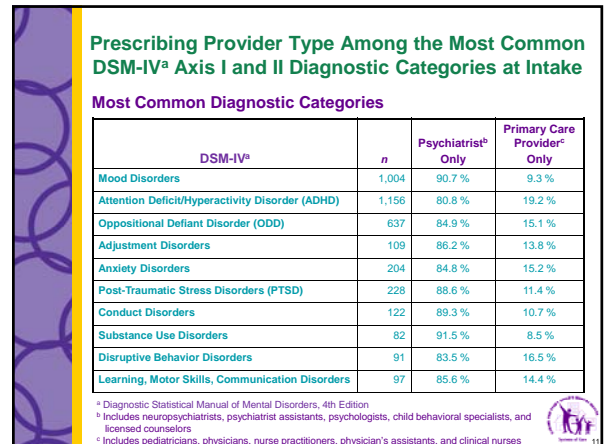 Prescribing Provider Type Among the Most Common
DSM-IVa Axis I and II Diagnostic Categories at Intake
Most Common Diagnostic Categories
DSM-IVa n Psychiatristb Only Primary Care Providerc Only
Mood Disorders 1,004 90.7 % 9.3 %
Attention Deficit/Hyperactivity Disorder (ADHD) 1,156 80.8 % 19.2 %
Oppositional Defiant Disorder (ODD) 637 84.9 % 15.1 %
Adjustment Disorders 109 86.2 % 13.8 %
Anxiety Disorders 204 84.8 % 15.2 %
Post-Traumatic Stress Disorders (PTSD) 228 88.6 % 11.4 %
Conduct Disorders 122 89.3 % 10.7 %
Substance Use Disorders 82 91.5 % 8.5 %
Disruptive Behavior Disorders 91 83.5 % 16.5 %
Learning, Motor Skills, Communication Disorders 97 85.6 % 14.4 %
a Diagnostic Statistical Manual of Mental Disorders, 4th Edition
b Includes neuropsychiatrists, psychiatrist assistants, psychologists, child behavioral specialists, and
licensed counselors
c Includes pediatricians, physicians, nurse practitioners, physician's assistants, and clinical nurses
11